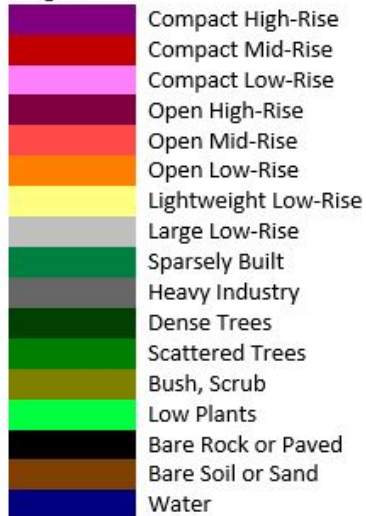 Compact High-Rise
Compact Mid-Rise
Compact Low-Rise
Open High-Rise
Open Mid-Rise
Open Low-Rise
Lightweight Low-Rise
Large Low-Rise
Sparsely Built
Heavy Industry
Dense Trees
Scattered Trees
Bush, Scrub
Low Plants
Bare Rock or Paved
Bare Soil or Sand
Water